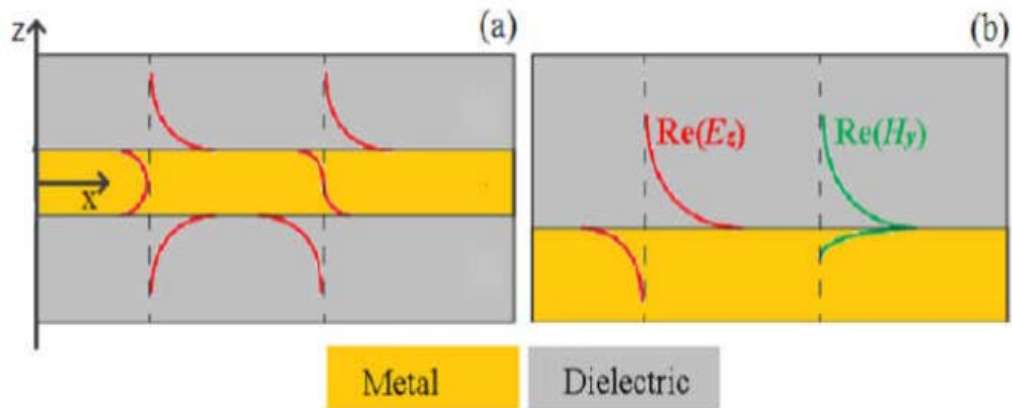 (a)
(b)
z
x
Re(Ez)
Re(Hy)
Metal
Dielectric